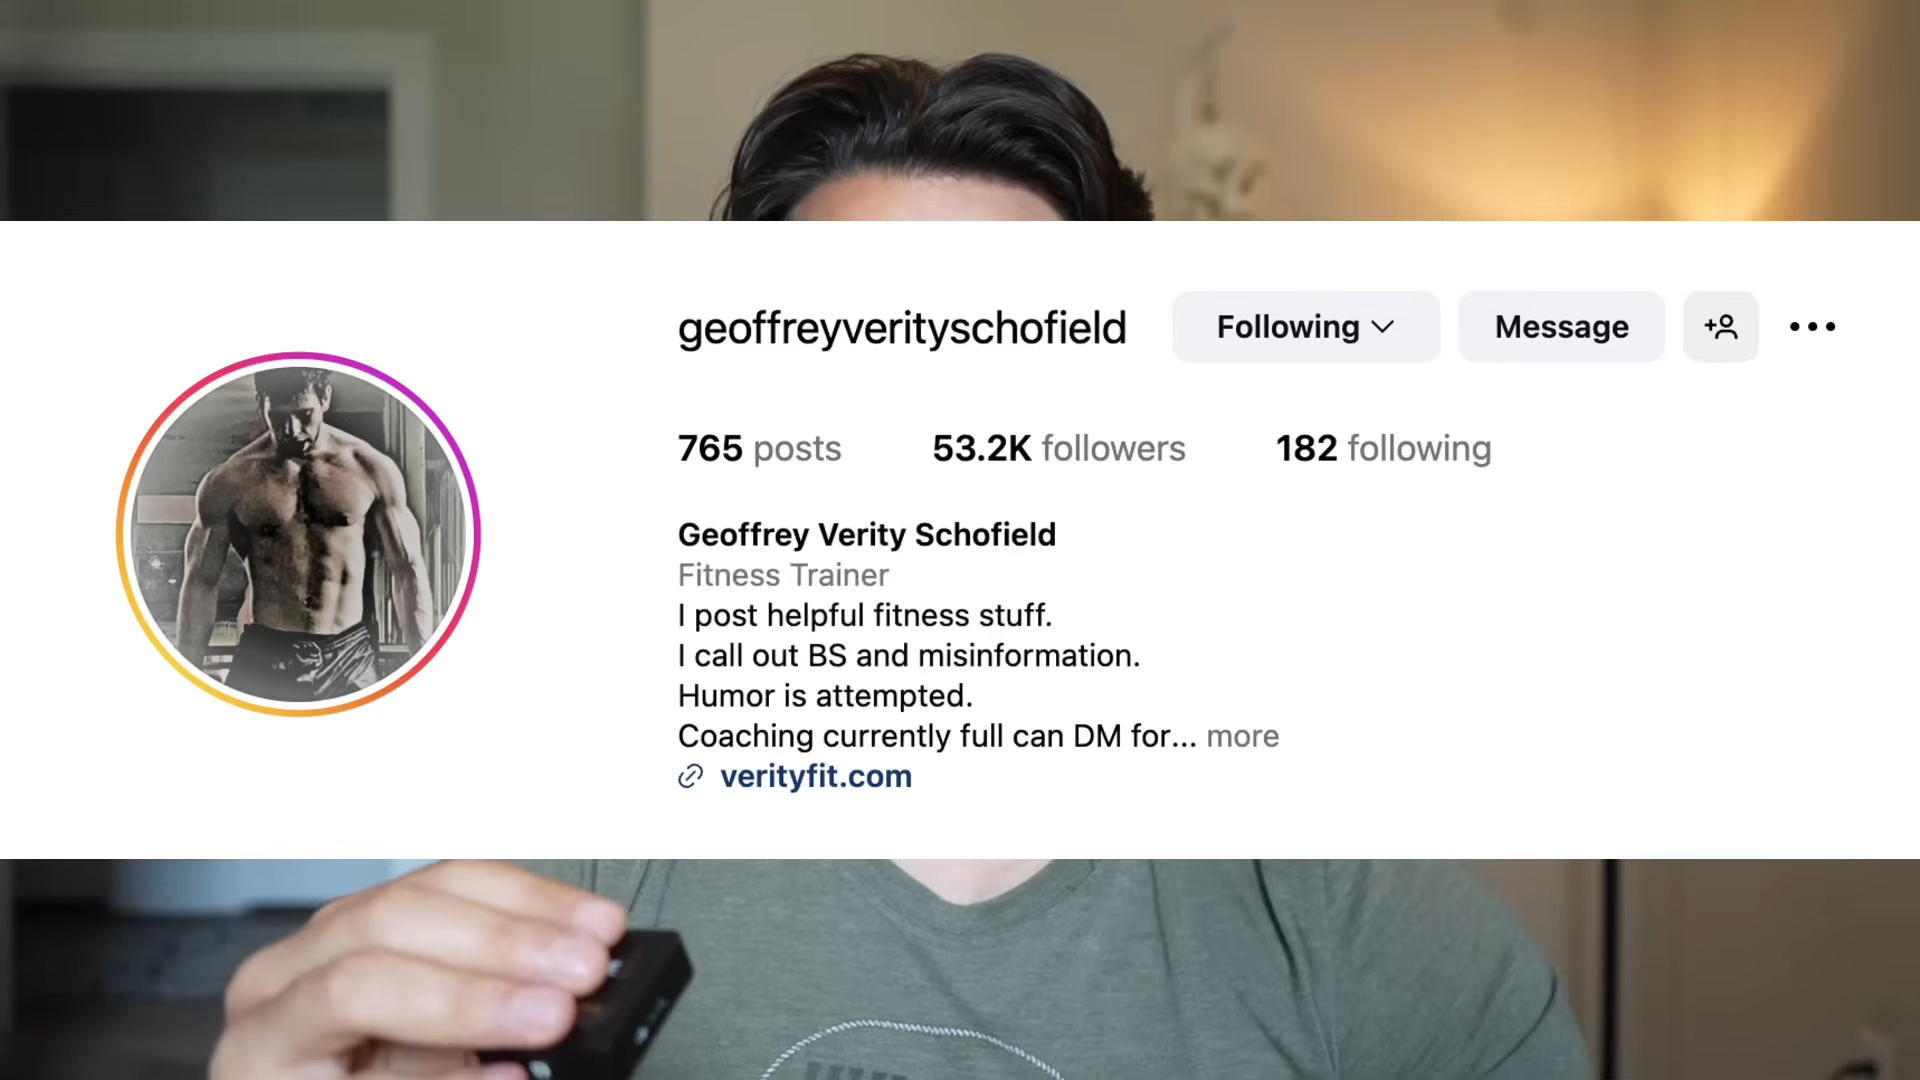 geoffreyverityschofield Following Message
765 posts 53.2K followers 182 following
Geoffrey Verity Schofield
Fitness Trainer
I post helpful fitness stuff.
I call out BS and misinformation.
Humor is attempted.
Coaching currently full can DM for... more
verityfit.com